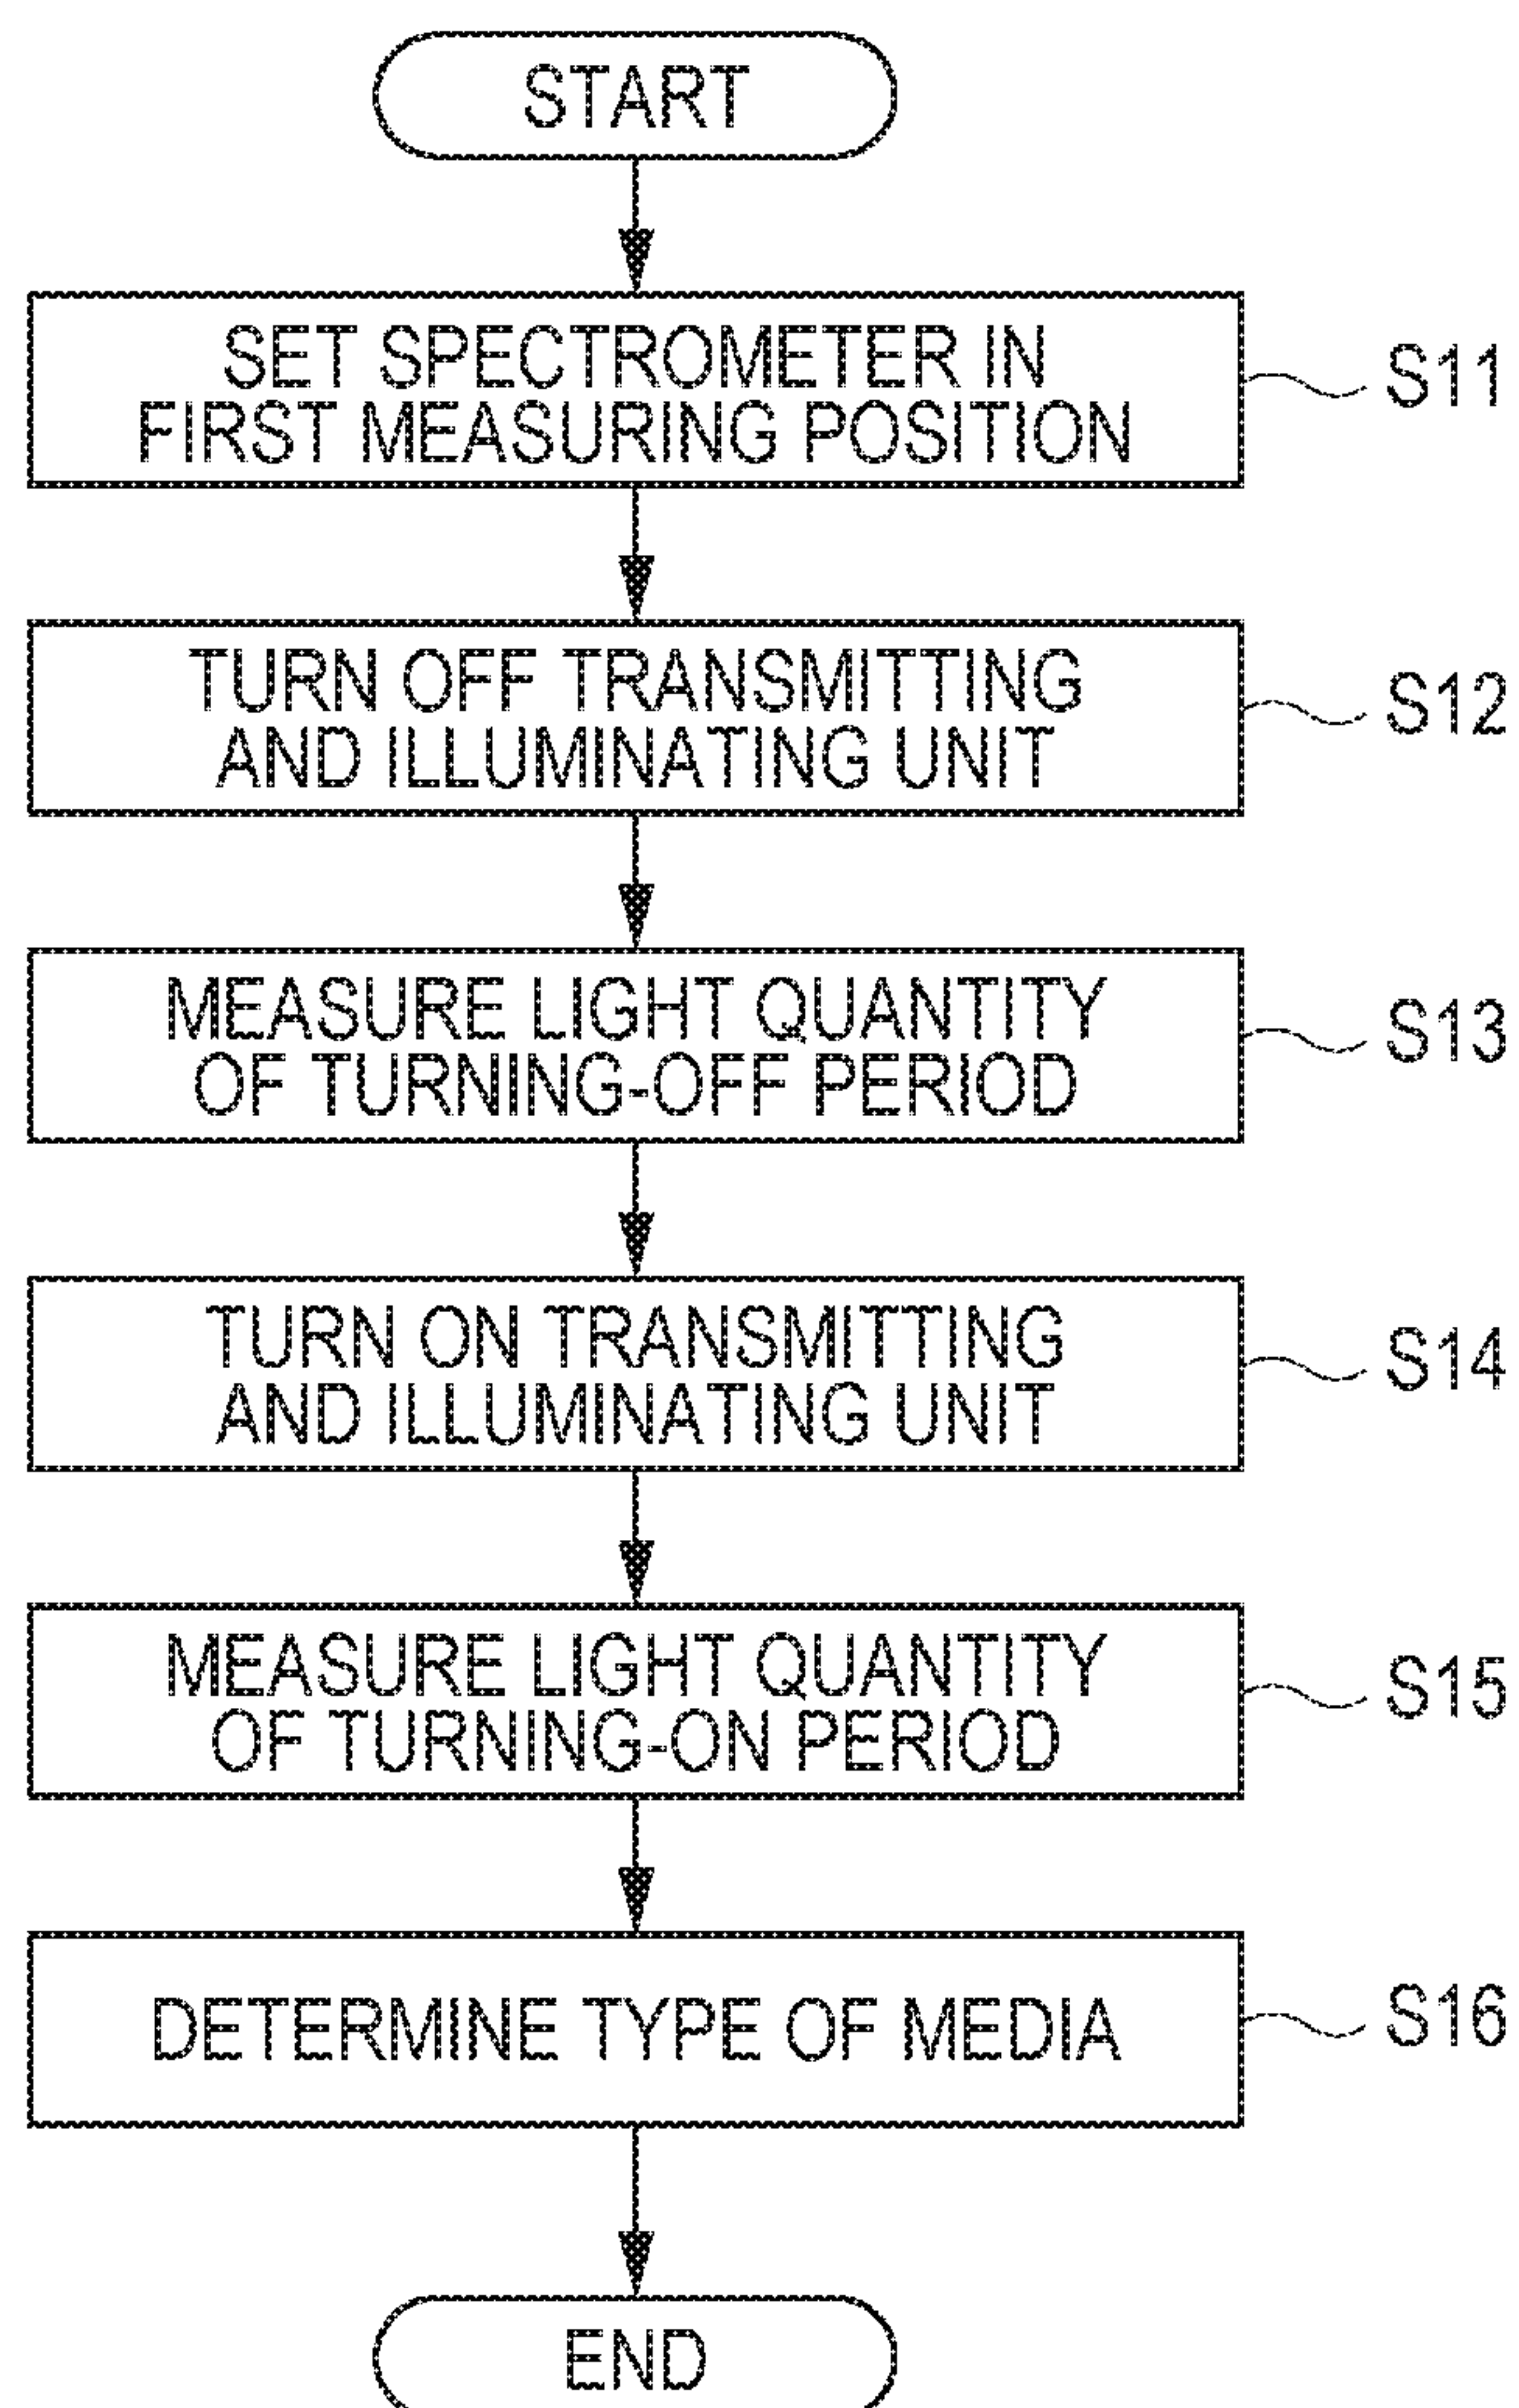 START
SET SPECTROMETER IN
FIRST MEASURING POSITION
S11
TURN OFF TRANSMITTING
AND ILLUMINATING UNIT
S12
MEASURE LIGHT QUANTITY
OF TURNING-OFF PERIOD
S13
TURN ON TRANSMITTING
AND ILLUMINATING UNIT
S14
MEASURE LIGHT QUANTITY
OF TURNING-ON PERIOD
S15
DETERMINE TYPE OF MEDIA
S16
END